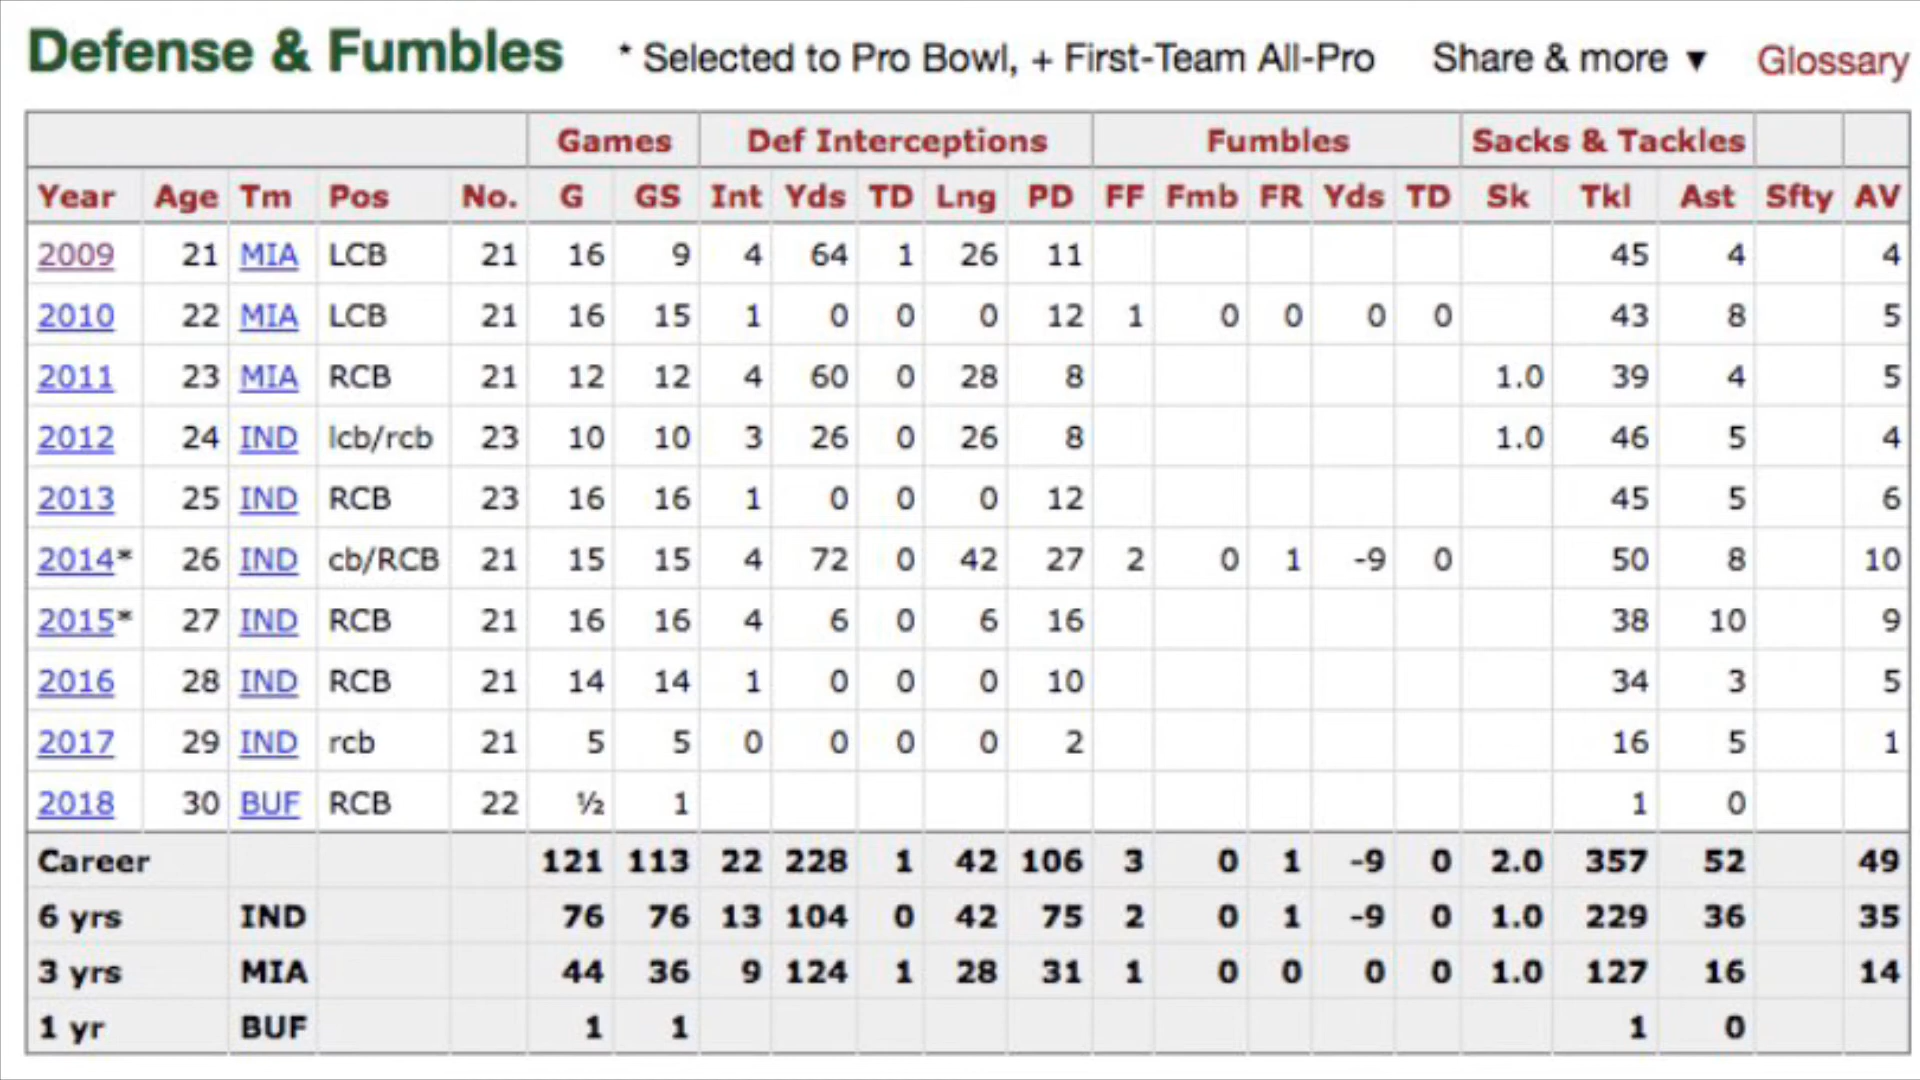 Defense & Fumbles * Selected to Pro Bowl, + First-Team All-Pro Share & more ▼ Glossary
Games Def Interceptions Fumbles Sacks & Tackles
Year Age Tm Pos No. G GS Int Yds TD Lng PD FF Fmb FR Yds TD Sk Tkl Ast Sfty AV
2009 21 MIA LCB 21 16 9 4 64 1 26 11 45 4 4
2010 22 MIA LCB 21 16 15 1 0 0 0 12 1 0 0 0 0 43 8 5
2011 23 MIA RCB 21 12 12 4 60 0 28 8 1.0 39 4 5
2012 24 IND lcb/rcb 23 10 10 3 26 0 26 8 1.0 46 5 4
2013 25 IND RCB 23 16 16 1 0 0 0 12 45 5 6
2014* 26 IND cb/RCB 21 15 15 4 72 0 42 27 2 0 1 -9 0 50 8 10
2015* 27 IND RCB 21 16 16 4 6 0 6 16 38 10 9
2016 28 IND RCB 21 14 14 1 0 0 0 10 34 3 5
2017 29 IND rcb 21 5 5 0 0 0 0 2 16 5 1
2018 30 BUF RCB 22 ½ 1 1 0
Career 121 113 22 228 1 42 106 3 0 1 -9 0 2.0 357 52 49
6 yrs IND 76 76 13 104 0 42 75 2 0 1 -9 0 1.0 229 36 35
3 yrs MIA 44 36 9 124 1 28 31 1 0 0 0 0 1.0 127 16 14
1 yr BUF 1 1 1 0